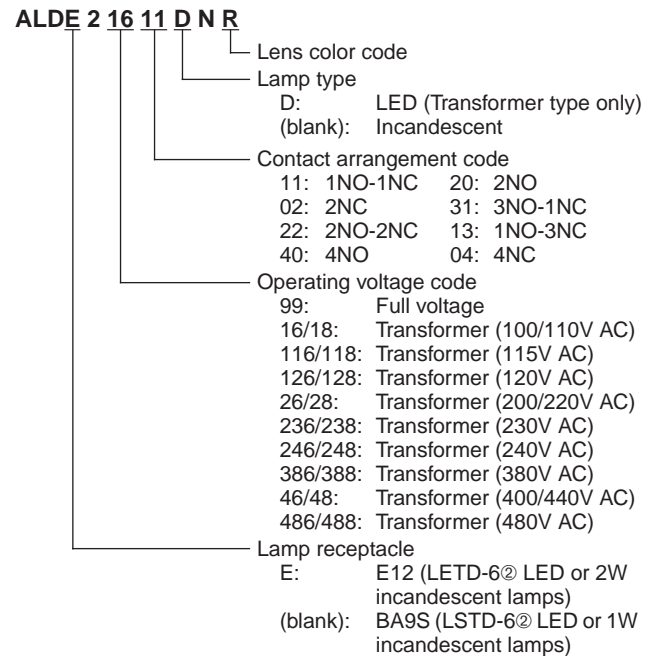 ALDE 2 16 11 D N R
Lens color code
Lamp type
D: LED (Transformer type only)
(blank): Incandescent
Contact arrangement code
11: 1NO-1NC 20: 2NO
02: 2NC 31: 3NO-1NC
22: 2NO-2NC 13: 1NO-3NC
40: 4NO 04: 4NC
Operating voltage code
99: Full voltage
16/18: Transformer (100/110V AC)
116/118: Transformer (115V AC)
126/128: Transformer (120V AC)
26/28: Transformer (200/220V AC)
236/238: Transformer (230V AC)
246/248: Transformer (240V AC)
386/388: Transformer (380V AC)
46/48: Transformer (400/440V AC)
486/488: Transformer (480V AC)
Lamp receptacle
E: E12 (LETD-6② LED or 2W
incandescent lamps)
(blank): BA9S (LSTD-6② LED or 1W
incandescent lamps)